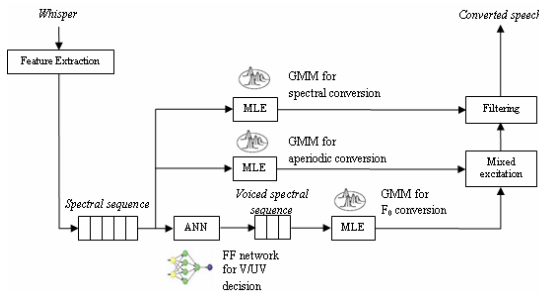 Whisper
Converted speech
Feature Extraction
MLE
GMM for
spectral conversion
Filtering
MLE
GMM for
aperiodic conversion
Mixed
excitation
Spectral sequence
Voiced spectral
sequence
GMM for
F0 conversion
ANN
MLE
FF network
for V/UV
decision